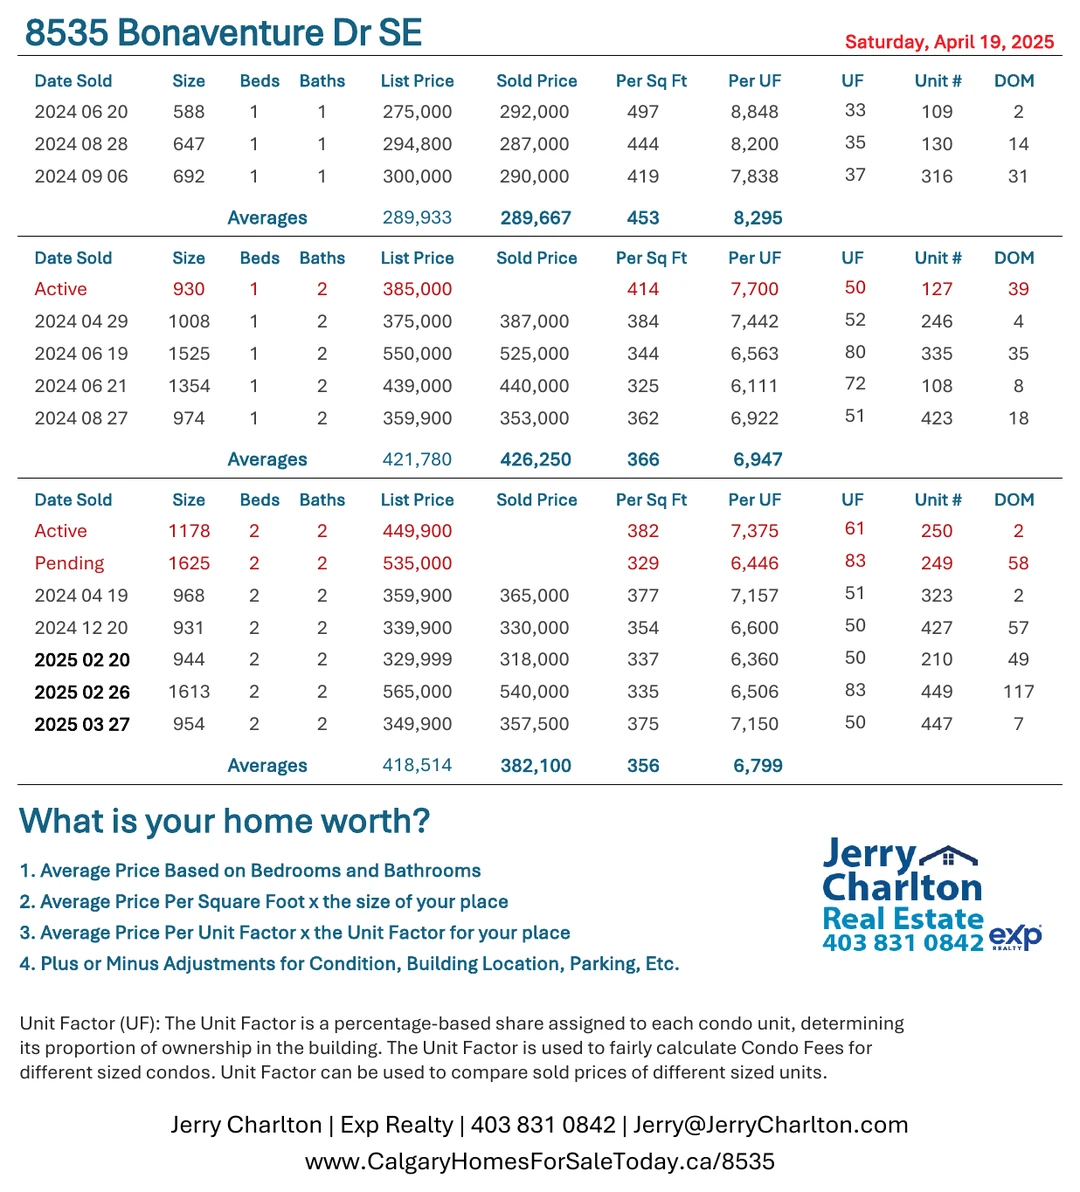 8535 Bonaventure Dr SE
Saturday, April 19, 2025
Date Sold Size Beds Baths List Price Sold Price Per Sq Ft Per UF UF Unit # DOM
2024 06 20 588 1 1 275,000 292,000 497 8,848 33 109 2
2024 08 28 647 1 1 294,800 287,000 444 8,200 35 130 14
2024 09 06 692 1 1 300,000 290,000 419 7,838 37 316 31
Averages 289,933 289,667 453 8,295
Date Sold Size Beds Baths List Price Sold Price Per Sq Ft Per UF UF Unit # DOM
Active 930 1 2 385,000 414 7,700 50 127 39
2024 04 29 1008 1 2 375,000 387,000 384 7,442 52 246 4
2024 06 19 1525 1 2 550,000 525,000 344 6,563 80 335 35
2024 06 21 1354 1 2 439,000 440,000 325 6,111 72 108 8
2024 08 27 974 1 2 359,900 353,000 362 6,922 51 423 18
Averages 421,780 426,250 366 6,947
Date Sold Size Beds Baths List Price Sold Price Per Sq Ft Per UF UF Unit # DOM
Active 1178 2 2 449,900 382 7,375 61 250 2
Pending 1625 2 2 535,000 329 6,446 83 249 58
2024 04 19 968 2 2 359,900 365,000 377 7,157 51 323 2
2024 12 20 931 2 2 339,900 330,000 354 6,600 50 427 57
2025 02 20 944 2 2 329,999 318,000 337 6,360 50 210 49
2025 02 26 1613 2 2 565,000 540,000 335 6,506 83 449 117
2025 03 27 954 2 2 349,900 357,500 375 7,150 50 447 7
Averages 418,514 382,100 356 6,799
What is your home worth?
1. Average Price Based on Bedrooms and Bathrooms
2. Average Price Per Square Foot x the size of your place
3. Average Price Per Unit Factor x the Unit Factor for your place
4. Plus or Minus Adjustments for Condition, Building Location, Parking, Etc.
Jerry
Charlton
Real Estate
403 831 0842 exp
REALTY
Unit Factor (UF): The Unit Factor is a percentage-based share assigned to each condo unit, determining
its proportion of ownership in the building. The Unit Factor is used to fairly calculate Condo Fees for
different sized condos. Unit Factor can be used to compare sold prices of different sized units.
Jerry Charlton | Exp Realty | 403 831 0842 | Jerry@JerryCharlton.com
www.CalgaryHomesForSaleToday.ca/8535